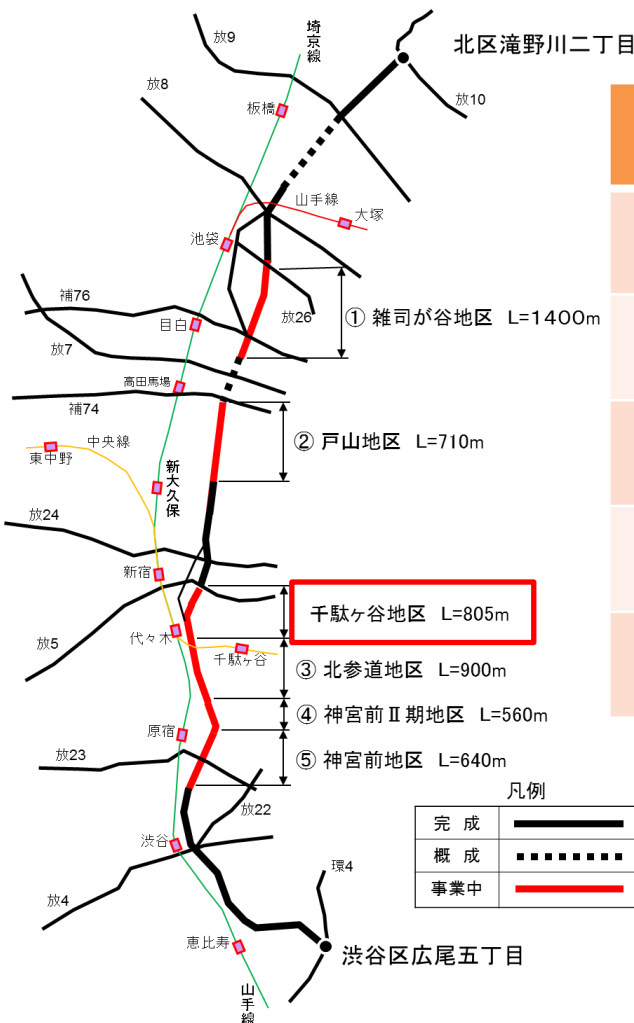 放9
埼京線
北区滝野川二丁目
放8
放10
板橋
山手線
大塚
池袋
放26
① 雑司が谷地区 L=1400m
補76
目白
放7
高田馬場
補74
② 戸山地区 L=710m
中央線
東中野
新大久保
放24
新宿
千駄ヶ谷地区 L=805m
放5
代々木
千駄ヶ谷
③ 北参道地区 L=900m
④ 神宮前Ⅱ期地区 L=560m
原宿
⑤ 神宮前地区 L=640m
放23
放22
凡例
完 成
概 成
事業中
渋谷
環4
放4
恵比寿
渋谷区広尾五丁目
山手線